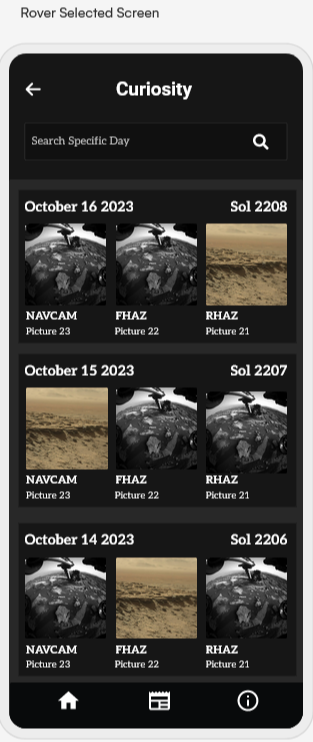 Rover Selected Screen
Curiosity
Search Specific Day
October 16 2023 Sol 2208
NAVCAM FHAZ RHAZ
Picture 23 Picture 22 Picture 21
October 15 2023 Sol 2207
NAVCAM FHAZ RHAZ
Picture 23 Picture 22 Picture 21
October 14 2023 Sol 2206
NAVCAM FHAZ RHAZ
Picture 23 Picture 22 Picture 21